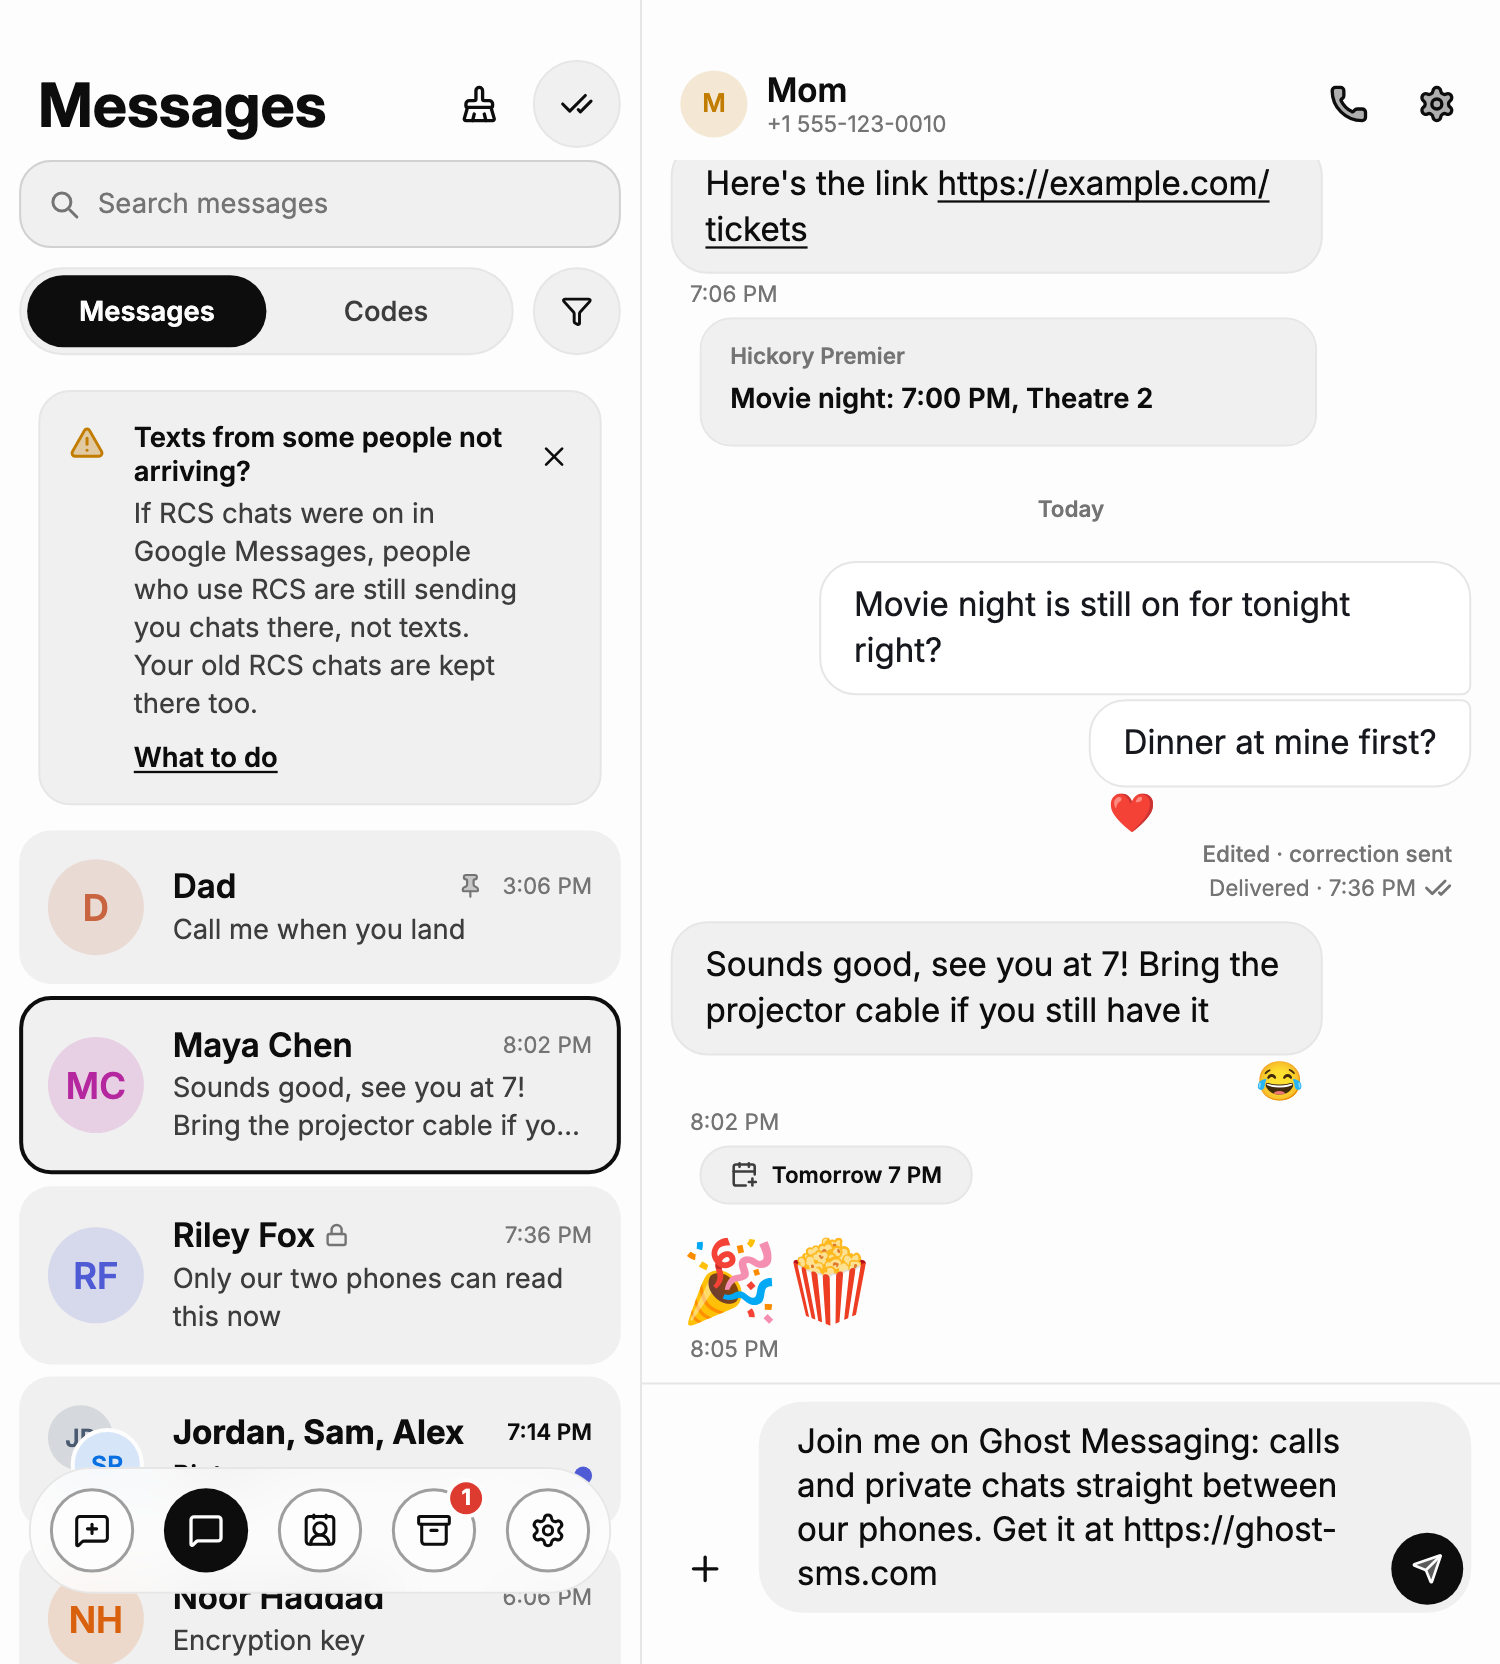 Messages
Search messages
Messages
Codes
Texts from some people not
arriving?
If RCS chats were on in
Google Messages, people
who use RCS are still sending
you chats there, not texts.
Your old RCS chats are kept
there too.
What to do
D
Dad
3:06 PM
Call me when you land
MC
Maya Chen
8:02 PM
Sounds good, see you at 7!
Bring the projector cable if yo...
RF
Riley Fox
7:36 PM
Only our two phones can read
this now
SR
Jordan, Sam, Alex
7:14 PM
1
NH
Noor Haddad
6:06 PM
Encryption key
M
Mom
+1 555-123-0010
Here's the link https://example.com/
tickets
7:06 PM
Hickory Premier
Movie night: 7:00 PM, Theatre 2
Today
Movie night is still on for tonight
right?
Dinner at mine first?
Edited · correction sent
Delivered · 7:36 PM
Sounds good, see you at 7! Bring the
projector cable if you still have it
8:02 PM
Tomorrow 7 PM
8:05 PM
Join me on Ghost Messaging: calls
and private chats straight between
our phones. Get it at https://ghost-
sms.com